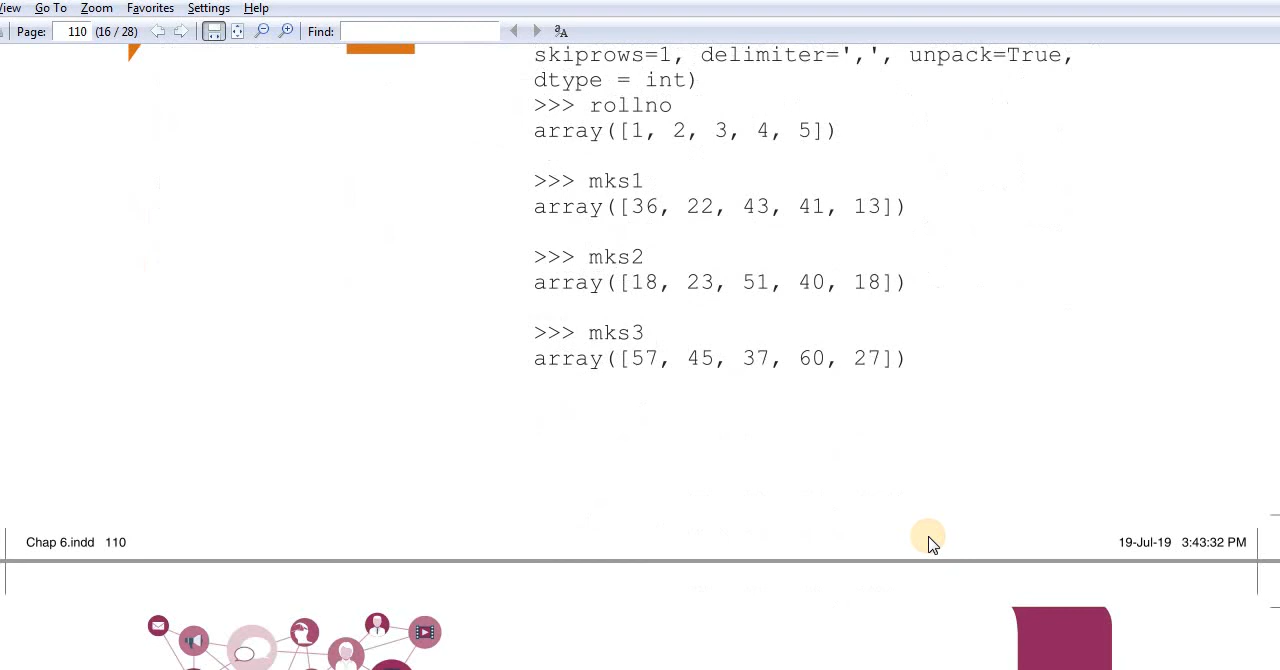 View Go To Zoom Favorites Settings Help
Page: 110 (16 / 28) Find:
skiprows=1, delimiter=',', unpack=True,
dtype = int)
>>> rollno
array([1, 2, 3, 4, 5])
>>> mks1
array([36, 22, 43, 41, 13])
>>> mks2
array([18, 23, 51, 40, 18])
>>> mks3
array([57, 45, 37, 60, 27])
Chap 6.indd 110 19-Jul-19 3:43:32 PM